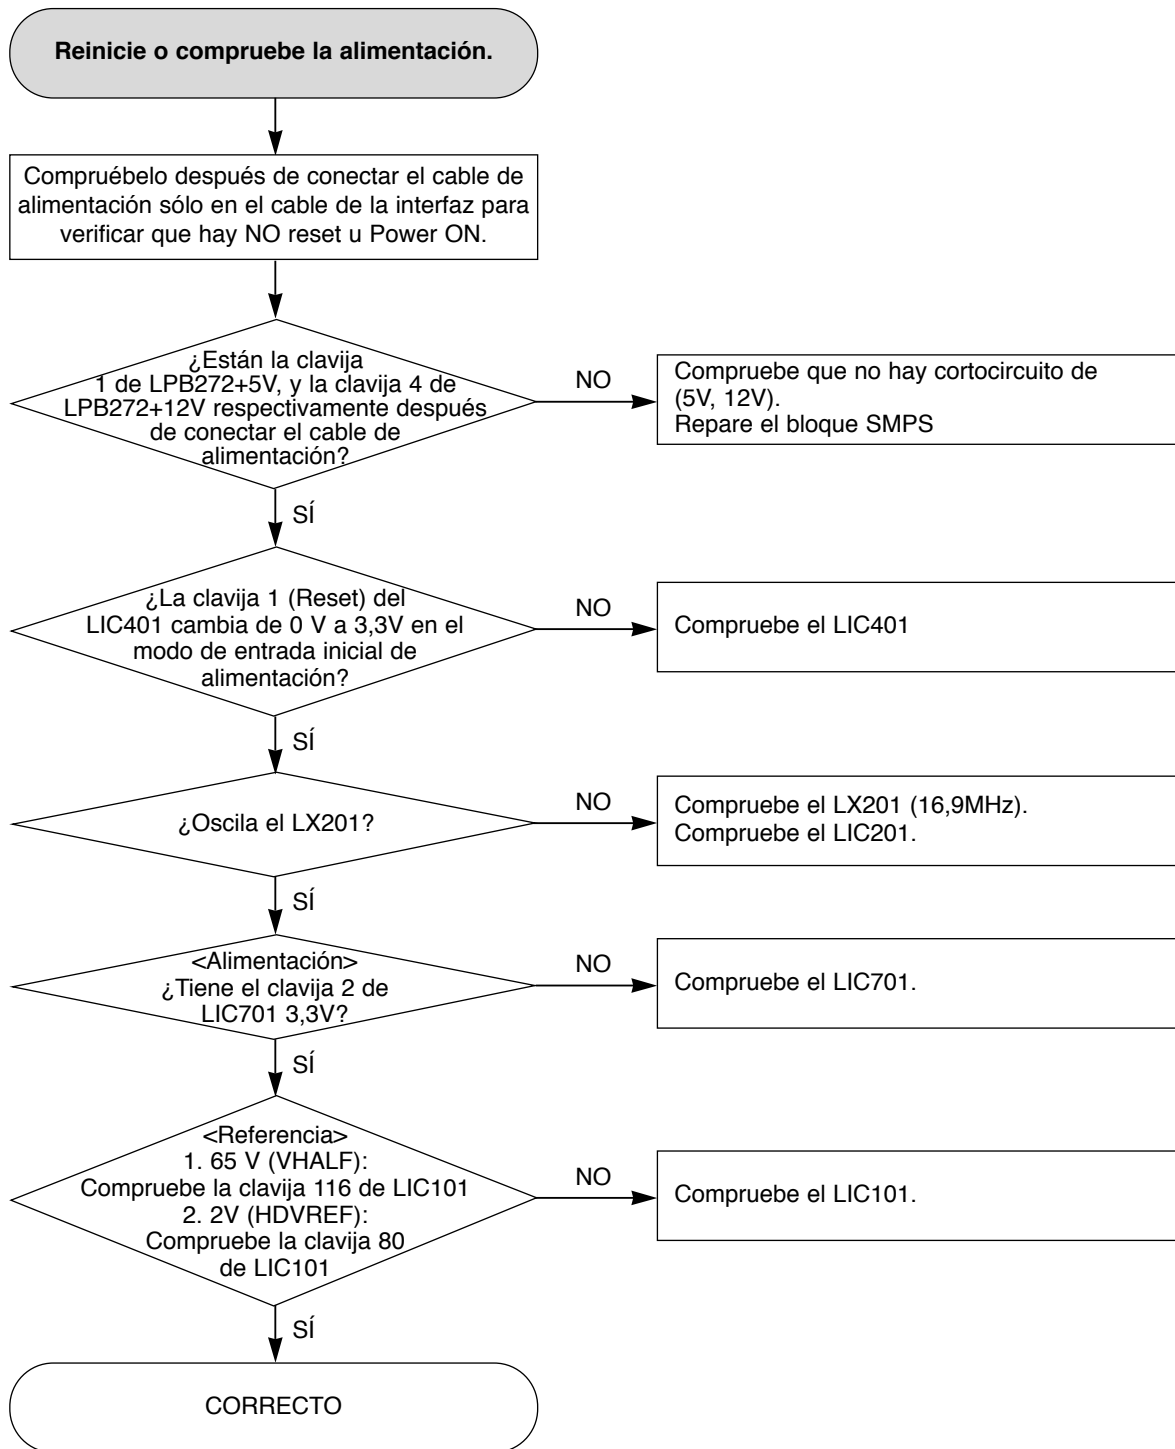 Reinicie o compruebe la alimentación.
Compruébelo después de conectar el cable de
alimentación sólo en el cable de la interfaz para
verificar que hay NO reset u Power ON.
¿Están la clavija
1 de LPB272+5V, y la clavija 4 de
LPB272+12V respectivamente después
de conectar el cable de
alimentación?
NO
Compruebe que no hay cortocircuito de
(5V, 12V).
Repare el bloque SMPS
SÍ
¿La clavija 1 (Reset) del
LIC401 cambia de 0 V a 3,3V en el
modo de entrada inicial de
alimentación?
NO
Compruebe el LIC401
SÍ
¿Oscila el LX201?
NO
Compruebe el LX201 (16,9MHz).
Compruebe el LIC201.
SÍ
<Alimentación>
¿Tiene el clavija 2 de
LIC701 3,3V?
NO
Compruebe el LIC701.
SÍ
<Referencia>
1. 65 V (VHALF):
Compruebe la clavija 116 de LIC101
2. 2V (HDVREF):
Compruebe la clavija 80
de LIC101
NO
Compruebe el LIC101.
SÍ
CORRECTO